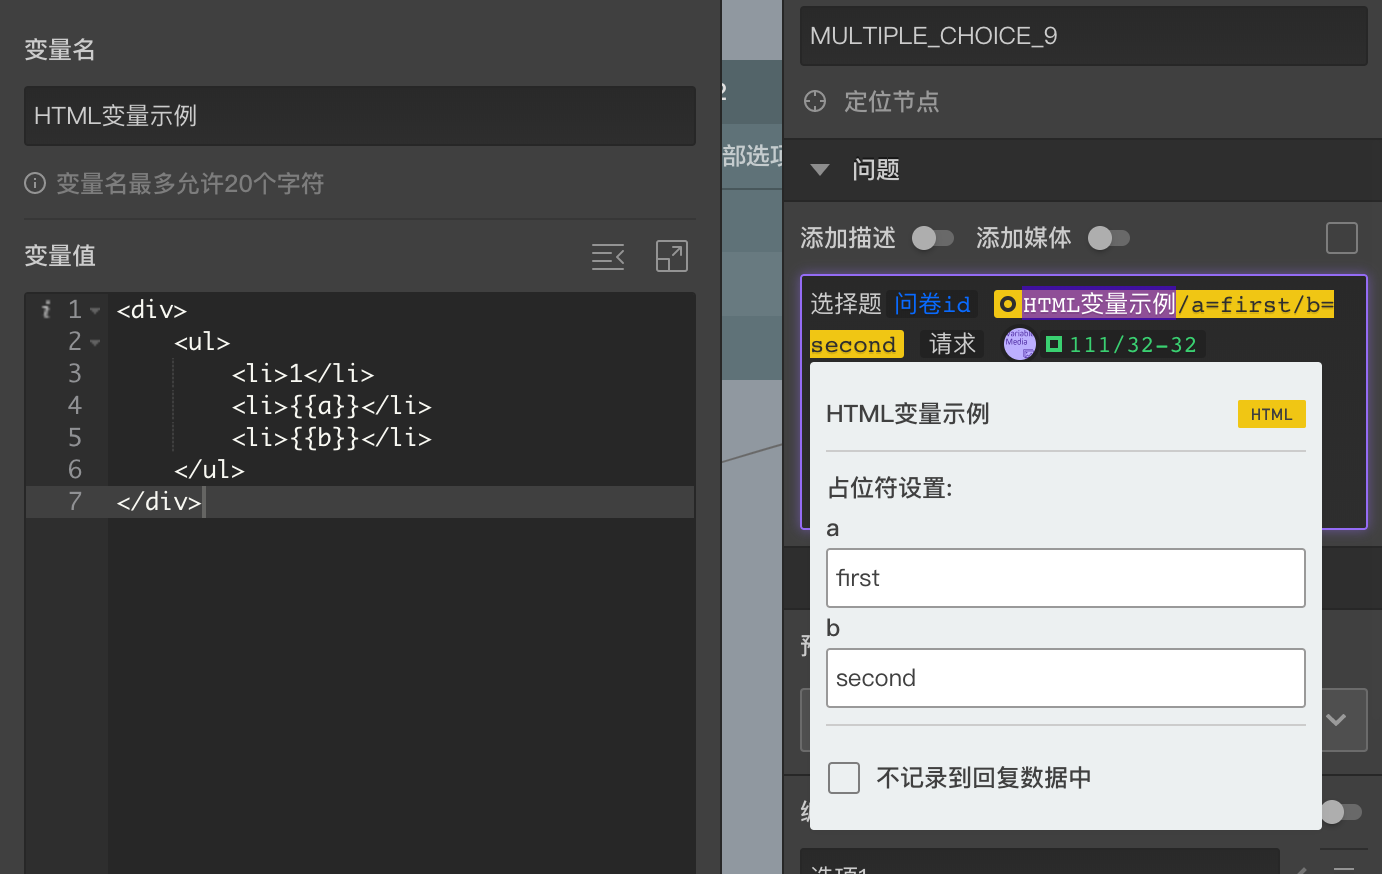 变量名
HTML变量示例
变量名最多允许20个字符
变量值
1 <div>
2 <ul>
3 <li>1</li>
4 <li>{{a}}</li>
5 <li>{{b}}</li>
6 </ul>
7 </div>
2
部选项
MULTIPLE_CHOICE_9
定位节点
问题
添加描述 添加媒体
选择题 问卷id HTML变量示例/a=first/b=
second 请求 Variable Media 111/32-32
HTML变量示例 HTML
占位符设置:
a
first
b
second
不记录到回复数据中
选项1